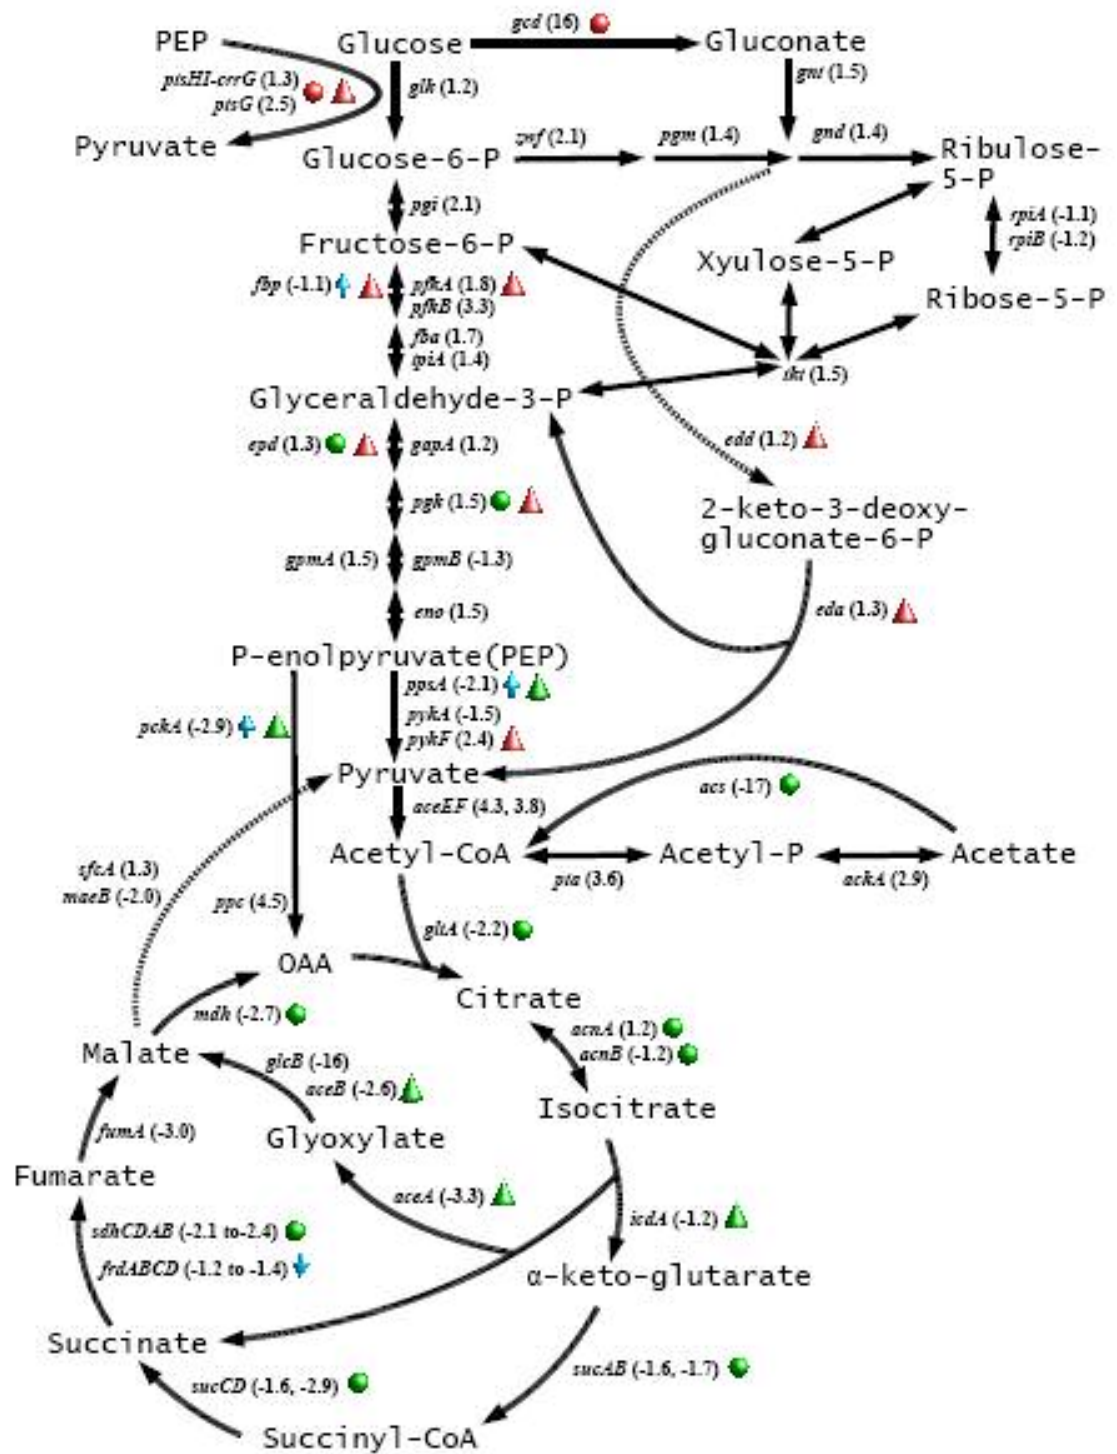 gcd (16)
PEP
Glucose
Gluconate
ptsHI-crrG (1.3)
ptsG (2.5)
glk (1.2)
gnt (1.5)
Pyruvate
Glucose-6-P
zwf (2.1)
pgm (1.4)
gnd (1.4)
Ribulose-
5-P
pgi (2.1)
rpiA (-1.1)
rpiB (-1.2)
Fructose-6-P
Xyulose-5-P
fbp (-1.1)
pfkA (1.8)
pfkB (3.3)
Ribose-5-P
fba (1.7)
tpiA (1.4)
tkt (1.5)
Glyceraldehyde-3-P
epd (1.3)
gapA (1.2)
edd (1.2)
pgk (1.5)
2-keto-3-deoxy-
gluconate-6-P
gpmA (1.5)
gpmB (-1.3)
eno (1.5)
eda (1.3)
P-enolpyruvate(PEP)
ppsA (-2.1)
pykA (-1.5)
pykF (2.4)
pckA (-2.9)
Pyruvate
aceEF (4.3, 3.8)
acs (-17)
Acetyl-CoA
Acetyl-P
Acetate
pta (3.6)
ackA (2.9)
sfcA (1.3)
maeB (-2.0)
ppc (4.5)
gltA (-2.2)
OAA
Citrate
mdh (-2.7)
acnA (1.2)
acnB (-1.2)
Malate
glcB (-16)
aceB (-2.6)
Isocitrate
fumA (-3.0)
Glyoxylate
Fumarate
aceA (-3.3)
icdA (-1.2)
sdhCDAB (-2.1 to-2.4)
frdABCD (-1.2 to -1.4)
α-keto-glutarate
Succinate
sucAB (-1.6, -1.7)
sucCD (-1.6, -2.9)
Succinyl-CoA